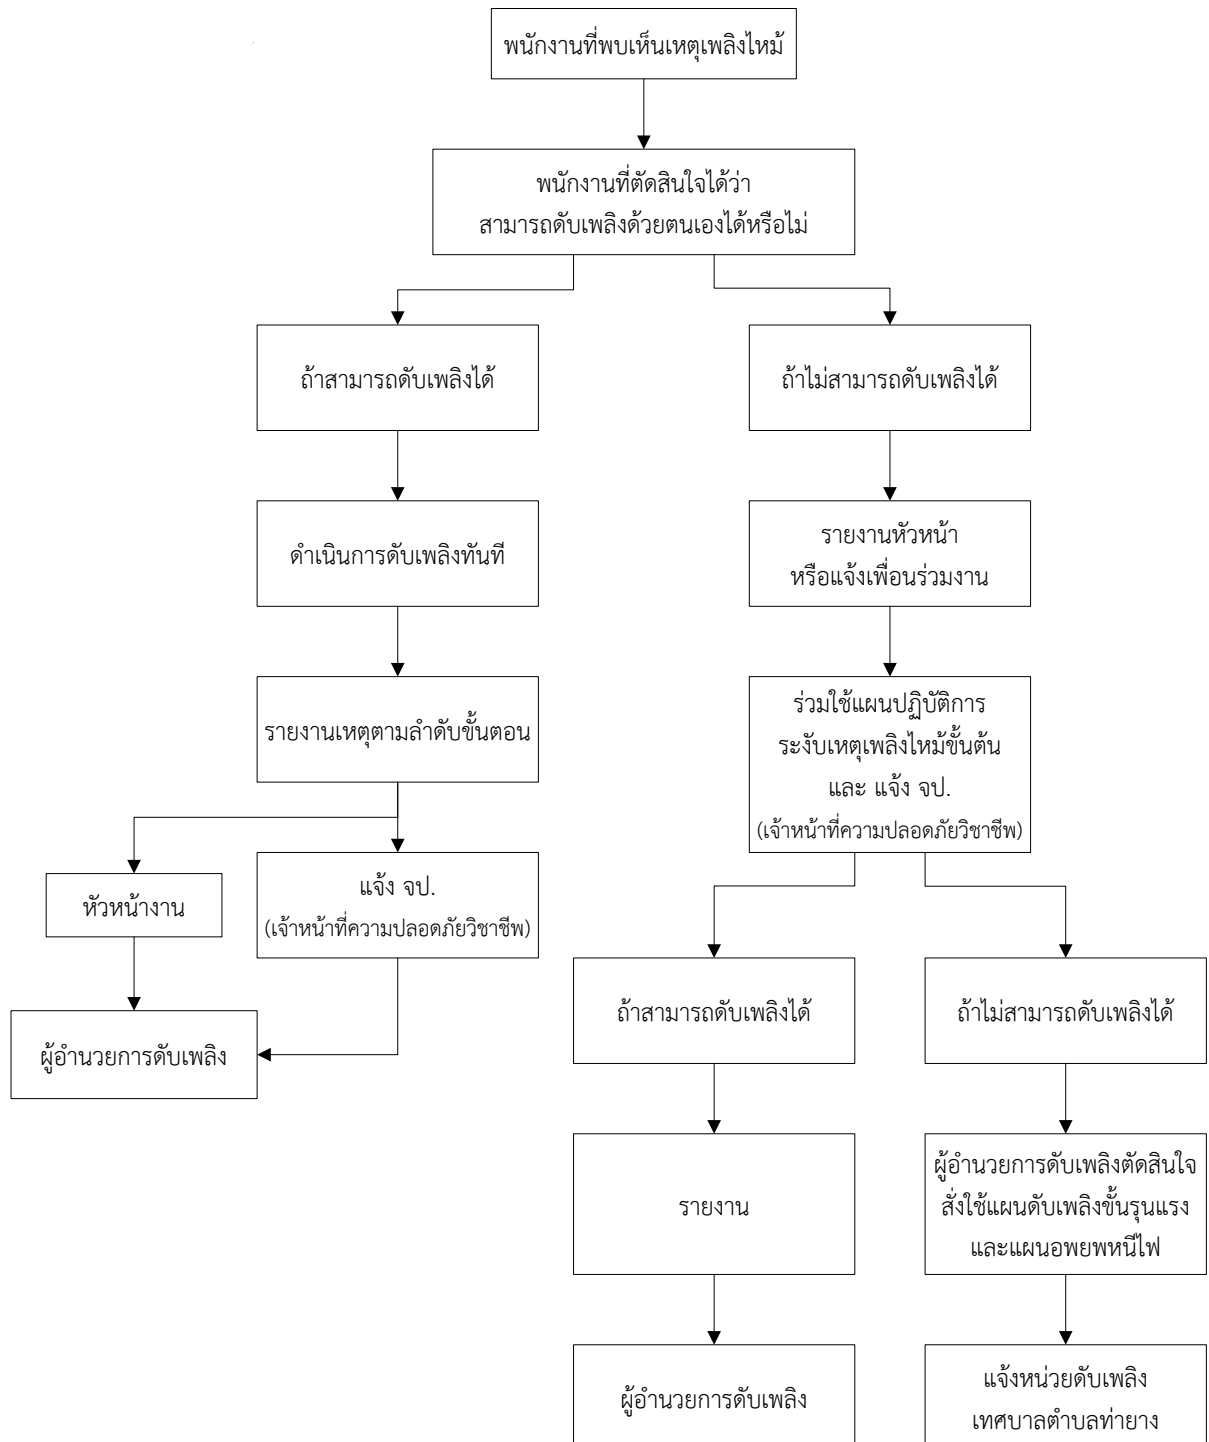 พนักงานที่พบเห็นเหตุเพลิงไหม้
พนักงานที่ตัดสินใจได้ว่า
สามารถดับเพลิงด้วยตนเองได้หรือไม่
ถ้าสามารถดับเพลิงได้
ถ้าไม่สามารถดับเพลิงได้
ดำเนินการดับเพลิงทันที
รายงานหัวหน้า
หรือแจ้งเพื่อนร่วมงาน
รายงานเหตุตามลำดับขั้นตอน
ร่วมใช้แผนปฏิบัติการ
ระงับเหตุเพลิงไหม้ขั้นต้น
และ แจ้ง จป.
(เจ้าหน้าที่ความปลอดภัยวิชาชีพ)
หัวหน้างาน
แจ้ง จป.
(เจ้าหน้าที่ความปลอดภัยวิชาชีพ)
ผู้อำนวยการดับเพลิง
ถ้าสามารถดับเพลิงได้
ถ้าไม่สามารถดับเพลิงได้
รายงาน
ผู้อำนวยการดับเพลิงตัดสินใจ
สั่งใช้แผนดับเพลิงขั้นรุนแรง
และแผนอพยพหนีไฟ
ผู้อำนวยการดับเพลิง
แจ้งหน่วยดับเพลิง
เทศบาลตำบลท่ายาง